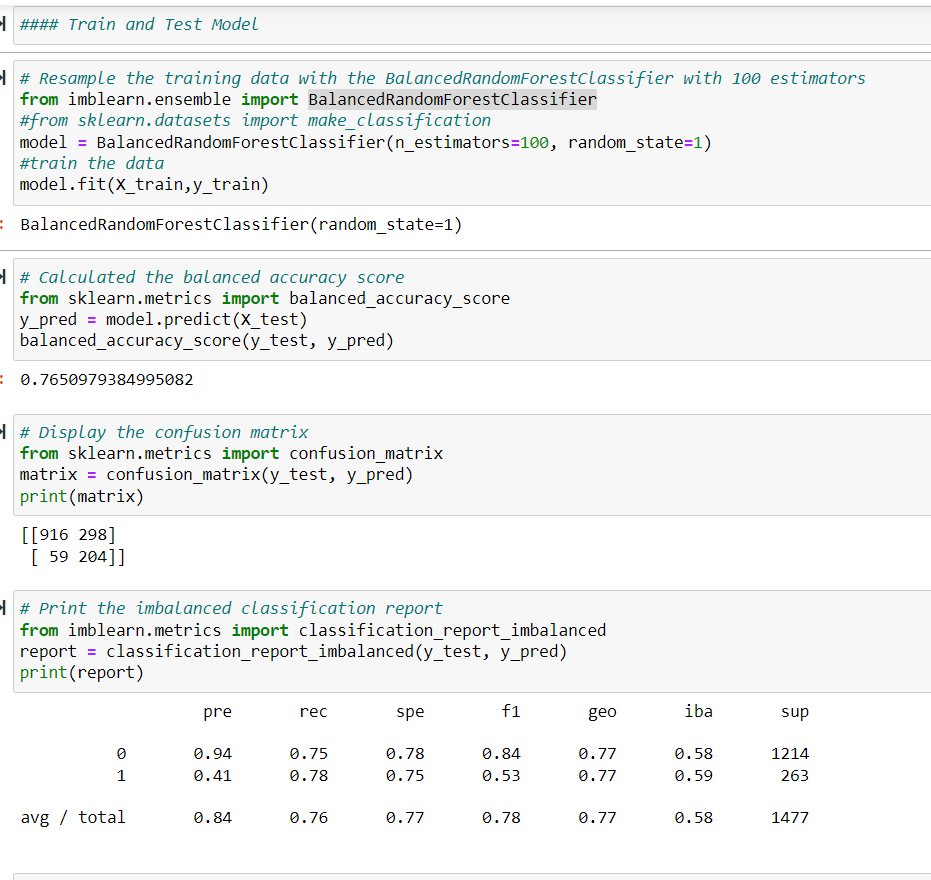 #### Train and Test Model
# Resample the training data with the BalancedRandomForestClassifier with 100 estimators
from imblearn.ensemble import BalancedRandomForestClassifier
#from sklearn.datasets import make_classification
model = BalancedRandomForestClassifier(n_estimators=100, random_state=1)
#train the data
model.fit(X_train,y_train)
BalancedRandomForestClassifier(random_state=1)
# Calculated the balanced accuracy score
from sklearn.metrics import balanced_accuracy_score
y_pred = model.predict(X_test)
balanced_accuracy_score(y_test, y_pred)
0.7650979384995082
# Display the confusion matrix
from sklearn.metrics import confusion_matrix
matrix = confusion_matrix(y_test, y_pred)
print(matrix)
[[916 298]
[ 59 204]]
# Print the imbalanced classification report
from imblearn.metrics import classification_report_imbalanced
report = classification_report_imbalanced(y_test, y_pred)
print(report)
pre rec spe f1 geo iba sup
0 0.94 0.75 0.78 0.84 0.77 0.58 1214
1 0.41 0.78 0.75 0.53 0.77 0.59 263
avg / total 0.84 0.76 0.77 0.78 0.77 0.58 1477